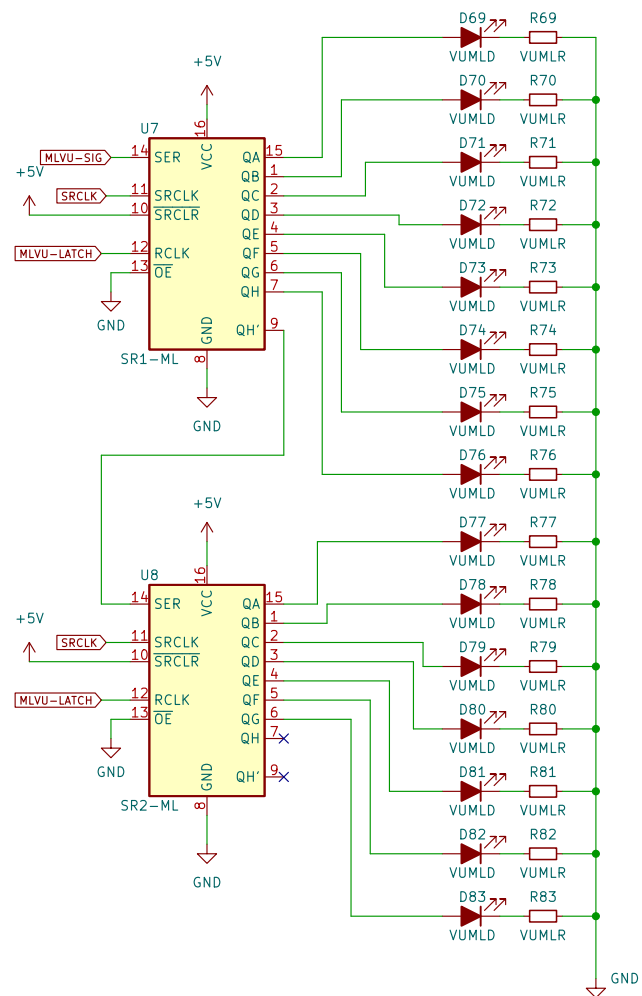 D69 R69
VUMLD VUMLR
+5V
D70 R70
VUMLD VUMLR
U7
16
VCC
D71 R71
VUMLD VUMLR
MLVU-SIG 14 SER QA 15
+5V
QB 1
SRCLK 11 SRCLK QC 2
10 SRCLR QD 3
D72 R72
VUMLD VUMLR
QE 4
MLVU-LATCH 12 RCLK QF 5
13 OE QG 6
D73 R73
VUMLD VUMLR
QH 7
GND
GND QH' 9
8
SR1-ML
D74 R74
VUMLD VUMLR
GND
D75 R75
VUMLD VUMLR
D76 R76
VUMLD VUMLR
+5V
D77 R77
VUMLD VUMLR
U8
16
VCC
D78 R78
VUMLD VUMLR
14 SER QA 15
+5V
QB 1
SRCLK 11 SRCLK QC 2
10 SRCLR QD 3
D79 R79
VUMLD VUMLR
QE 4
MLVU-LATCH 12 RCLK QF 5
13 OE QG 6
D80 R80
VUMLD VUMLR
QH 7
GND
GND QH' 9
8
SR2-ML
D81 R81
VUMLD VUMLR
D82 R82
VUMLD VUMLR
GND
D83 R83
VUMLD VUMLR
GND